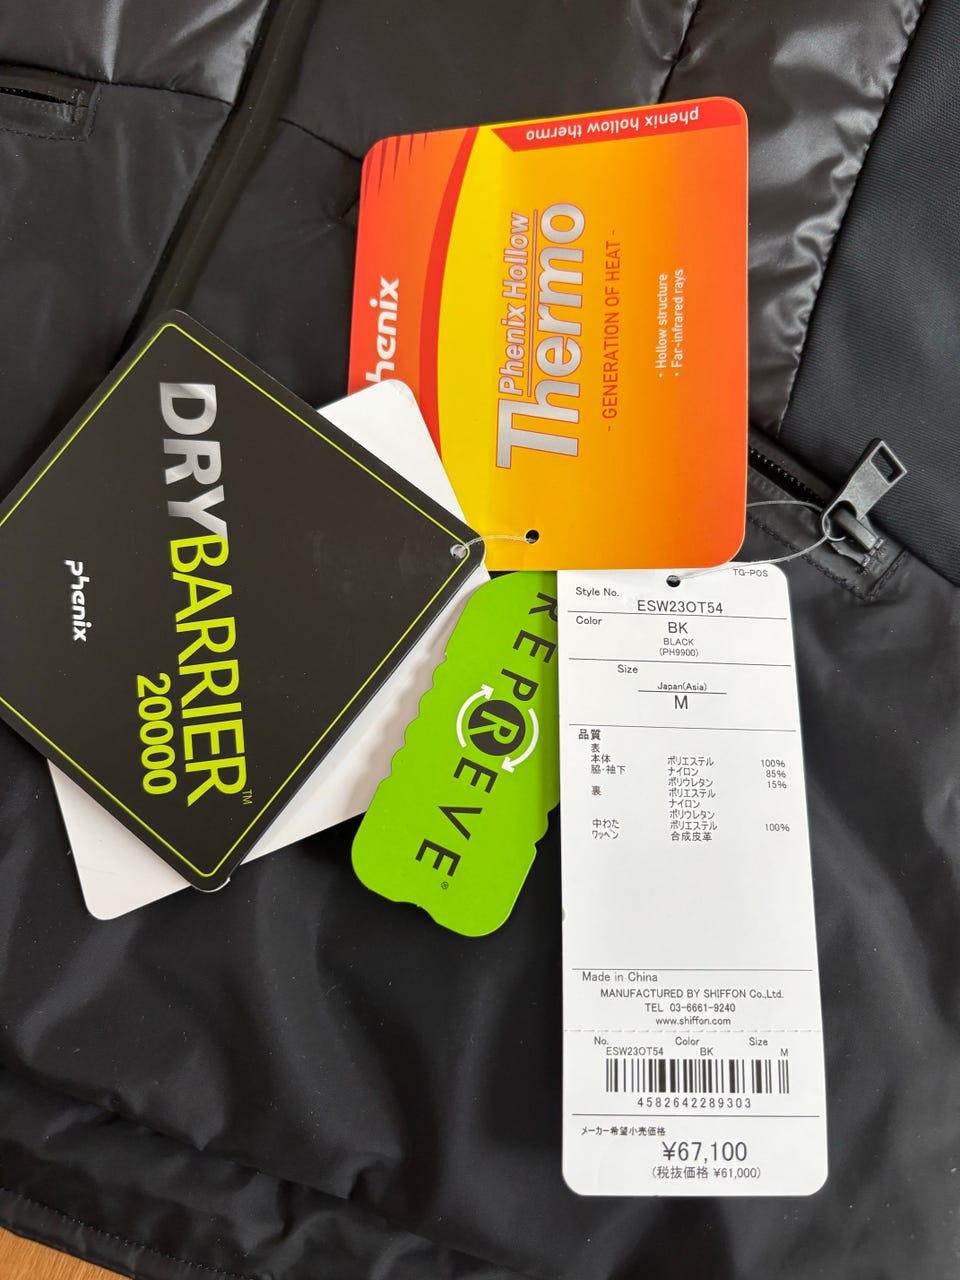 phenix hollow thermo
phenix
Phenix Hollow
Thermo
- GENERATION OF HEAT -
・Hollow structure
・Far-infrared rays
DRYBARRIER™
20000
phenix
REPREVE®
TG-POS
Style No.
ESW23OT54
Color
BK
BLACK
(PH9900)
Size
Japan(Asia)
M
品質
表
本体 ポリエステル 100%
脇・袖下 ナイロン 85%
ポリウレタン 15%
裏 ポリエステル
ナイロン
ポリウレタン
中わた ポリエステル 100%
ワッペン 合成皮革
Made in China
MANUFACTURED BY SHIFFON Co.,Ltd.
TEL 03-6661-9240
www.shiffon.com
No. Color Size
ESW23OT54 BK M
4582642289303
メーカー希望小売価格
¥67,100
(税抜価格 ¥61,000)